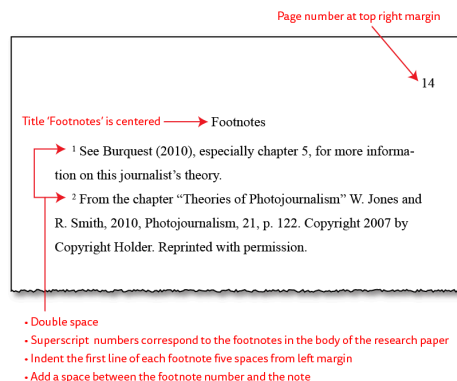 Page number at top right margin
14
Title 'Footnotes' is centered
Footnotes
1 See Burquest (2010), especially chapter 5, for more informa-
tion on this journalist's theory.
2 From the chapter “Theories of Photojournalism” W. Jones and
R. Smith, 2010, Photojournalism, 21, p. 122. Copyright 2007 by
Copyright Holder. Reprinted with permission.
• Double space
• Superscript numbers correspond to the footnotes in the body of the research paper
• Indent the first line of each footnote five spaces from left margin
• Add a space between the footnote number and the note